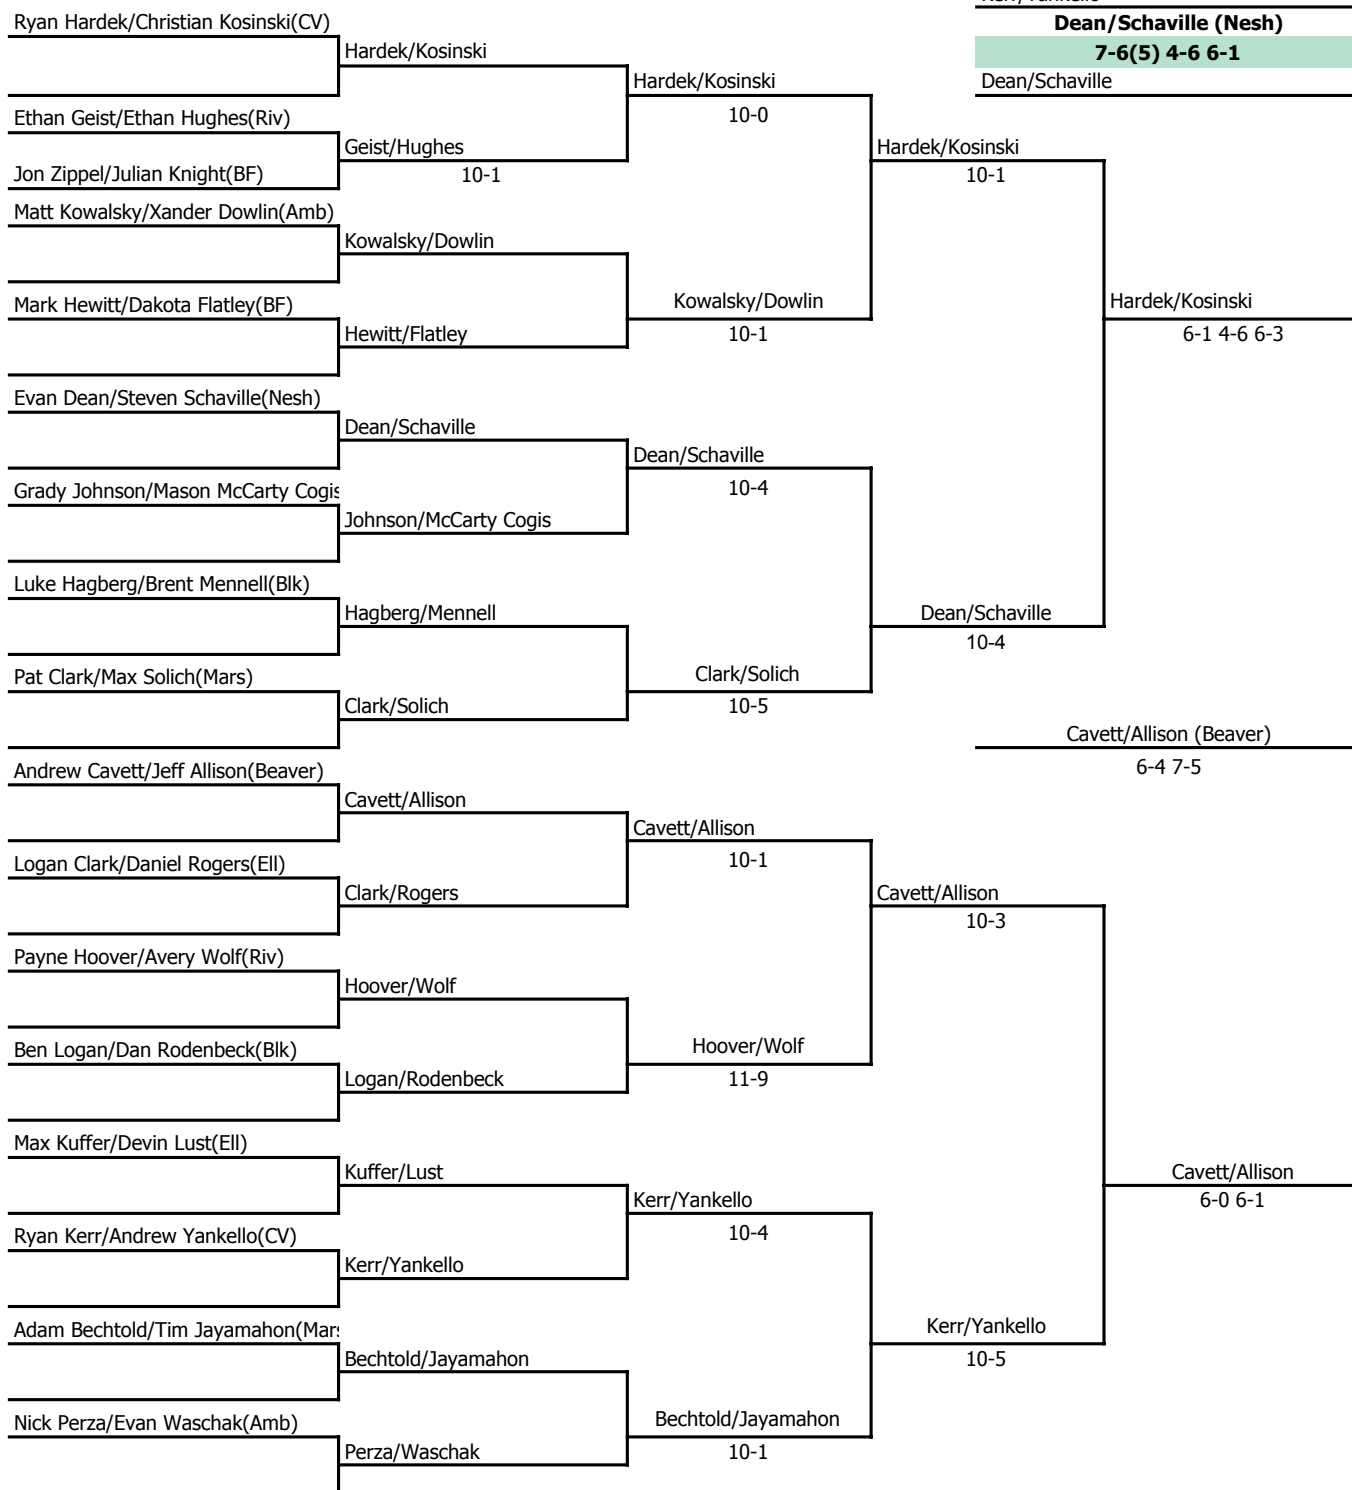 Ryan Hardek/Christian Kosinski(CV)
Dean/Schaville (Nesh)
Hardek/Kosinski
7-6(5) 4-6 6-1
Hardek/Kosinski
Dean/Schaville
10-0
Ethan Geist/Ethan Hughes(Riv)
Geist/Hughes
Hardek/Kosinski
Jon Zippel/Julian Knight(BF)
10-1
10-1
Matt Kowalsky/Xander Dowlin(Amb)
Kowalsky/Dowlin
Mark Hewitt/Dakota Flatley(BF)
Kowalsky/Dowlin
Hardek/Kosinski
Hewitt/Flatley
10-1
6-1 4-6 6-3
Evan Dean/Steven Schaville(Nesh)
Dean/Schaville
Dean/Schaville
10-4
Grady Johnson/Mason McCarty Cogis
Johnson/McCarty Cogis
Luke Hagberg/Brent Mennell(Blk)
Hagberg/Mennell
Dean/Schaville
10-4
Pat Clark/Max Solich(Mars)
Clark/Solich
Clark/Solich
10-5
Cavett/Allison (Beaver)
6-4 7-5
Andrew Cavett/Jeff Allison(Beaver)
Cavett/Allison
Cavett/Allison
10-1
Logan Clark/Daniel Rogers(Ell)
Clark/Rogers
Cavett/Allison
10-3
Payne Hoover/Avery Wolf(Riv)
Hoover/Wolf
Ben Logan/Dan Rodenbeck(Blk)
Hoover/Wolf
Logan/Rodenbeck
11-9
Max Kuffer/Devin Lust(Ell)
Kuffer/Lust
Cavett/Allison
Kerr/Yankello
6-0 6-1
10-4
Ryan Kerr/Andrew Yankello(CV)
Kerr/Yankello
Adam Bechtold/Tim Jayamahon(Mars
Kerr/Yankello
Bechtold/Jayamahon
10-5
Nick Perza/Evan Waschak(Amb)
Bechtold/Jayamahon
Perza/Waschak
10-1